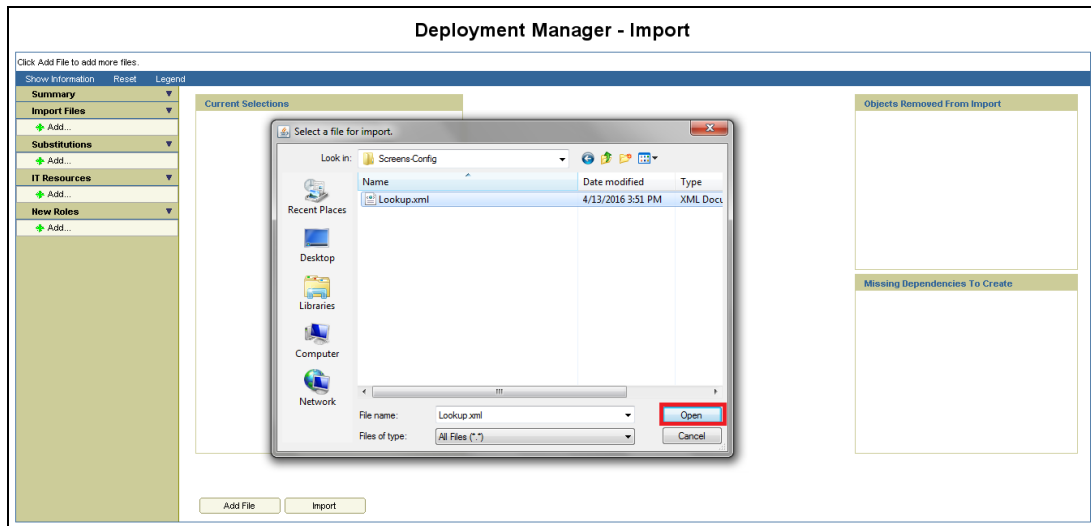 Deployment Manager - Import
Click Add File to add more files.
Show Information Reset Legend
Summary
Import Files
Add...
Substitutions
Add...
IT Resources
Add...
New Roles
Add...
Current Selections
Objects Removed From Import
Missing Dependencies To Create
Select a file for import.
Look in: Screens-Config
Recent Places
Desktop
Libraries
Computer
Network
Name Date modified Type
Lookup.xml 4/13/2016 3:51 PM XML Docu
File name: Lookup.xml Open
Files of type: All Files (*.*) Cancel
Add File Import